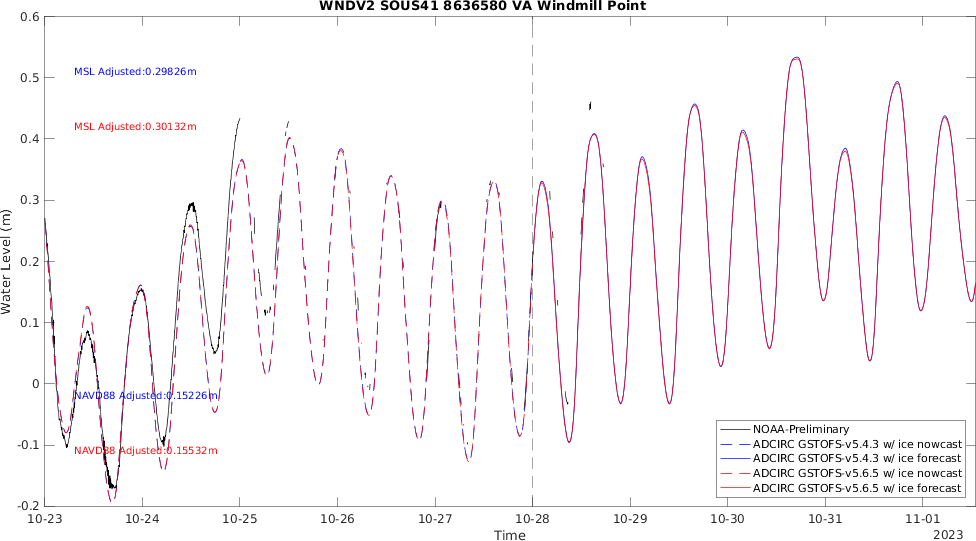 WNDV2 SOUS41 8636580 VA Windmill Point
0.6
0.5
0.4
0.3
0.2
0.1
0
-0.1
-0.2
Water Level (m)
MSL Adjusted:0.29826m
MSL Adjusted:0.30132m
NAVD88 Adjusted:0.15226m
NAVD88 Adjusted:0.15532m
NOAA-Preliminary
ADCIRC GSTOFS-v5.4.3 w/ ice nowcast
ADCIRC GSTOFS-v5.4.3 w/ ice forecast
ADCIRC GSTOFS-v5.6.5 w/ ice nowcast
ADCIRC GSTOFS-v5.6.5 w/ ice forecast
10-23 10-24 10-25 10-26 10-27 10-28 10-29 10-30 10-31 11-01
Time
2023